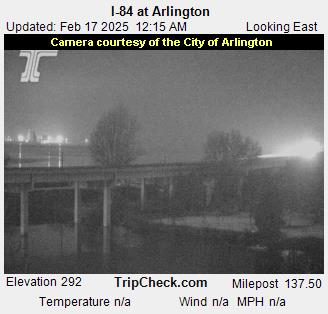 I-84 at Arlington
Updated: Feb 17 2025 12:15 AM Looking East
Camera courtesy of the City of Arlington
Elevation 292 TripCheck.com Milepost 137.50
Temperature n/a Wind n/a MPH n/a